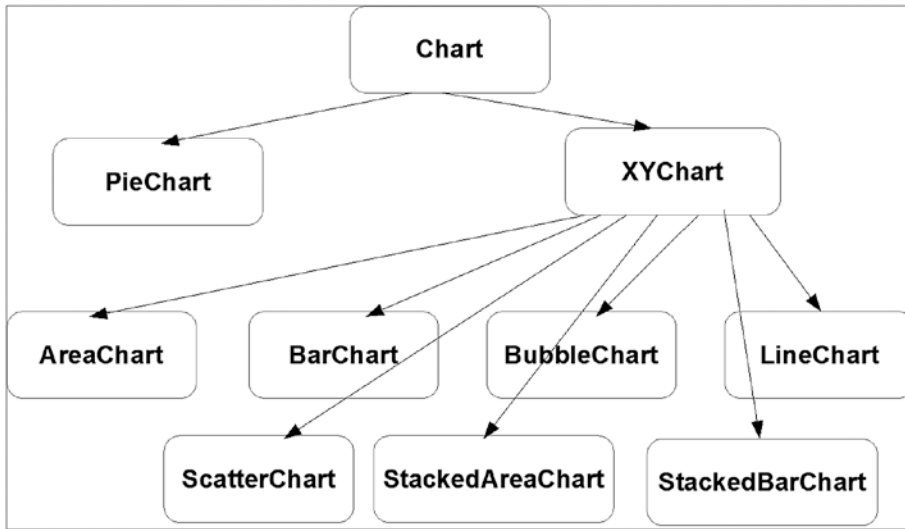 Chart
PieChart
XYChart
AreaChart
BarChart
BubbleChart
LineChart
ScatterChart
StackedAreaChart
StackedBarChart